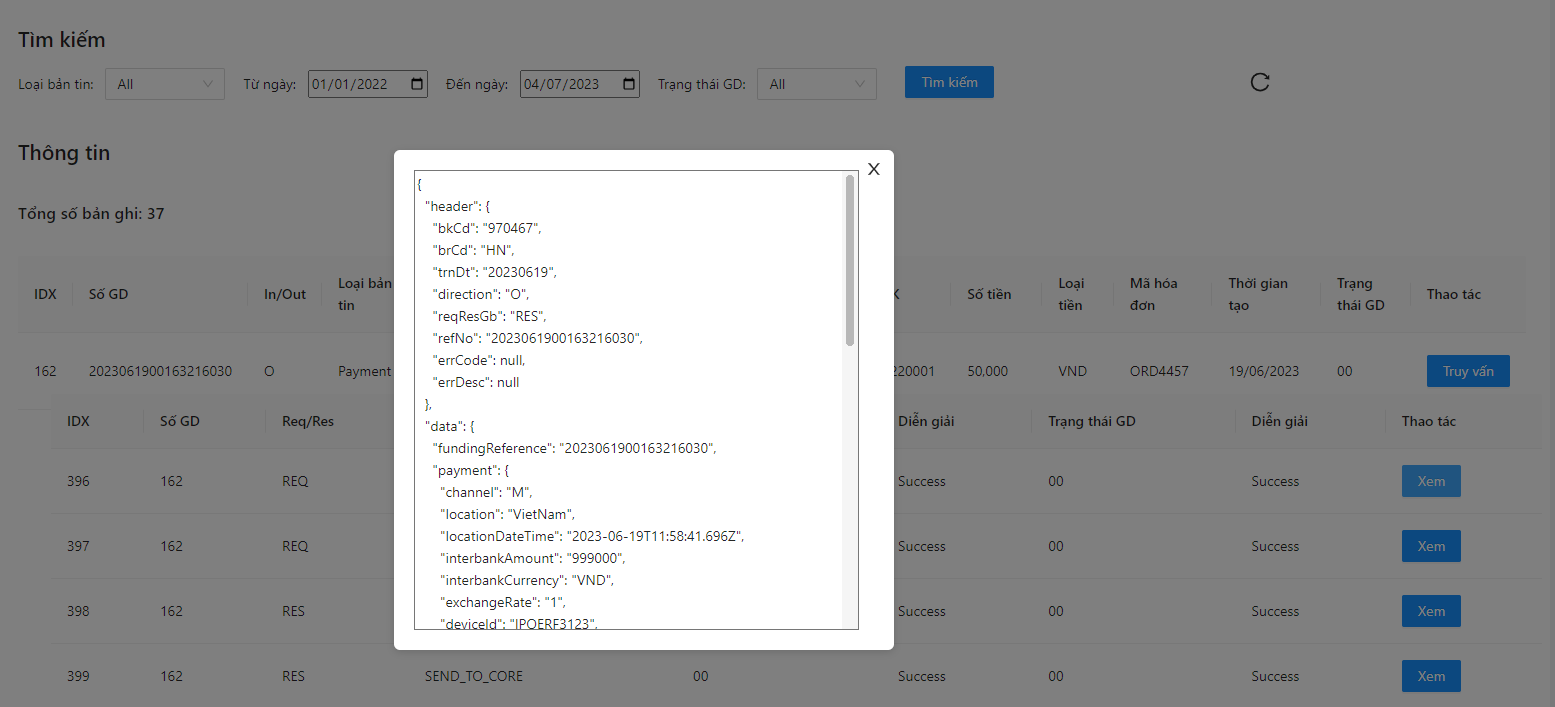 Tìm kiếm
Loại bản tin: All Từ ngày: 01/01/2022 Đến ngày: 04/07/2023 Trạng thái GD: All Tìm kiếm
Thông tin
Tổng số bản ghi: 37
IDX Số GD In/Out Loại bản tin Số tiền Loại tiền Mã hóa đơn Thời gian tạo Trạng thái GD Thao tác
162 2023061900163216030 O Payment 220001 50,000 VND ORD4457 19/06/2023 00 Truy vấn
IDX Số GD Req/Res Diễn giải Trạng thái GD Diễn giải Thao tác
396 162 REQ Success 00 Success Xem
397 162 REQ Success 00 Success Xem
398 162 RES Success 00 Success Xem
399 162 RES SEND_TO_CORE 00 Success 00 Success Xem
X
{
"header": {
"bkCd": "970467",
"brCd": "HN",
"trnDt": "20230619",
"direction": "O",
"reqResGb": "RES",
"refNo": "2023061900163216030",
"errCode": null,
"errDesc": null
},
"data": {
"fundingReference": "2023061900163216030",
"payment": {
"channel": "M",
"location": "VietNam",
"locationDateTime": "2023-06-19T11:58:41.696Z",
"interbankAmount": "999000",
"interbankCurrency": "VND",
"exchangeRate": "1",
"deviceId": "IPOERF3123",